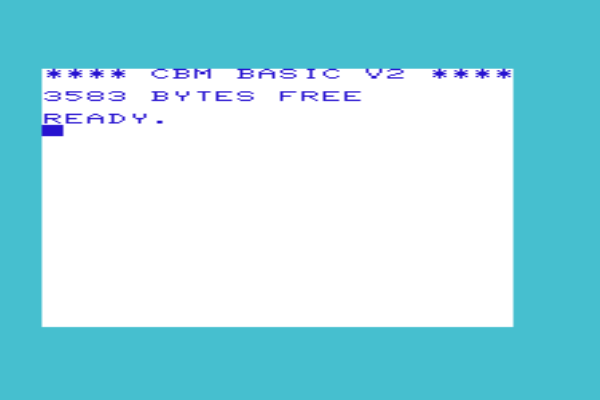 **** CBM BASIC V2 ****
3583 BYTES FREE
READY.